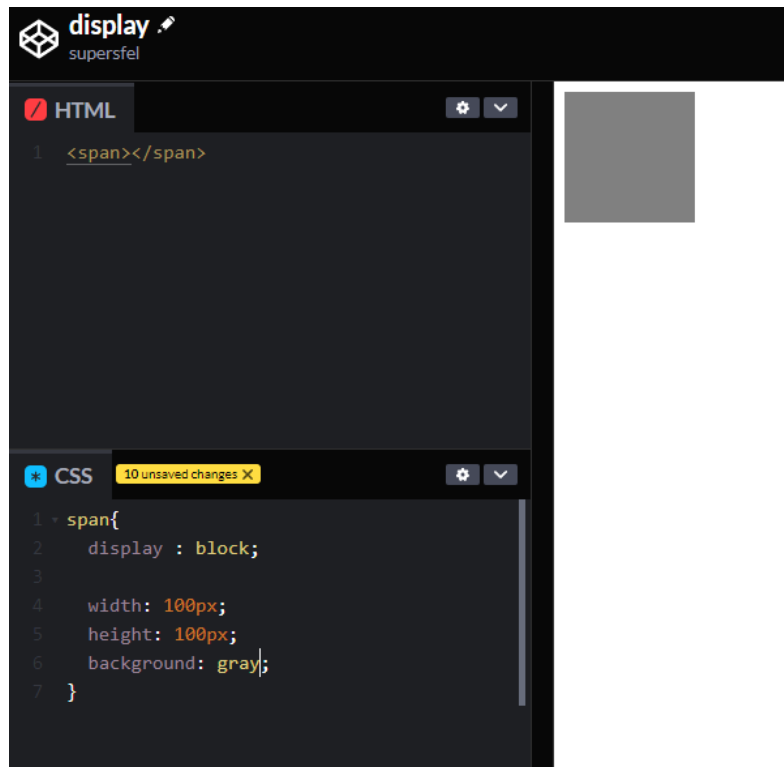 display
supersfel
HTML
1 <span></span>
CSS 10 unsaved changes X
1 span{
2 display : block;
3
4 width: 100px;
5 height: 100px;
6 background: gray;
7 }